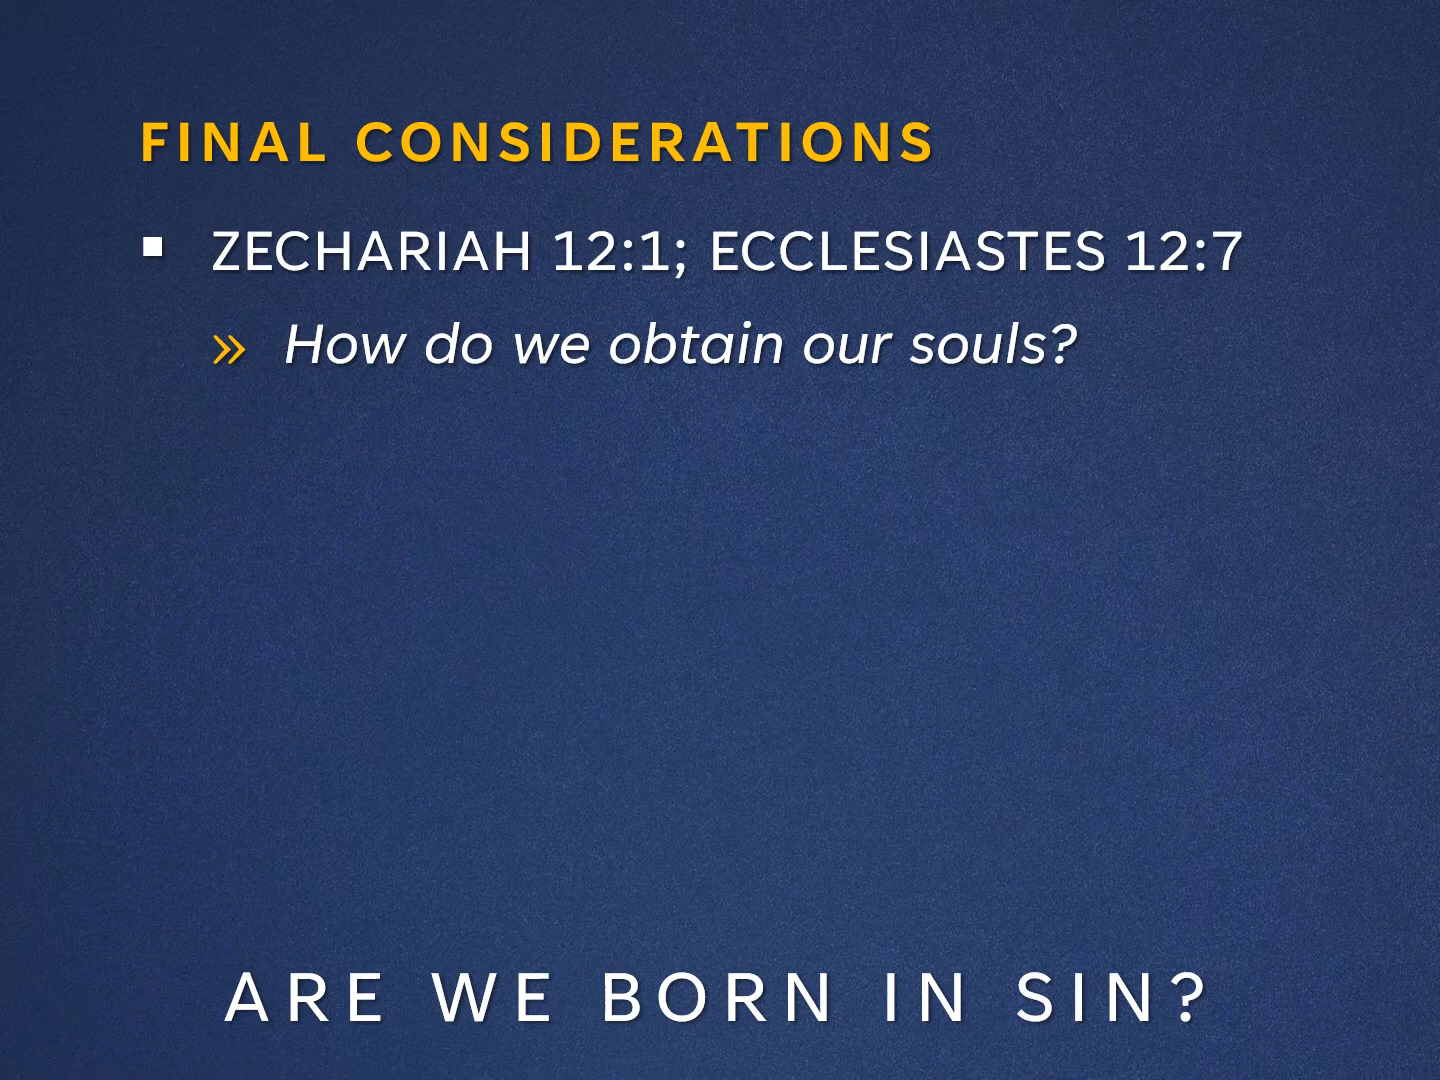 FINAL CONSIDERATIONS
▪ ZECHARIAH 12:1; ECCLESIASTES 12:7
» How do we obtain our souls?
ARE WE BORN IN SIN?